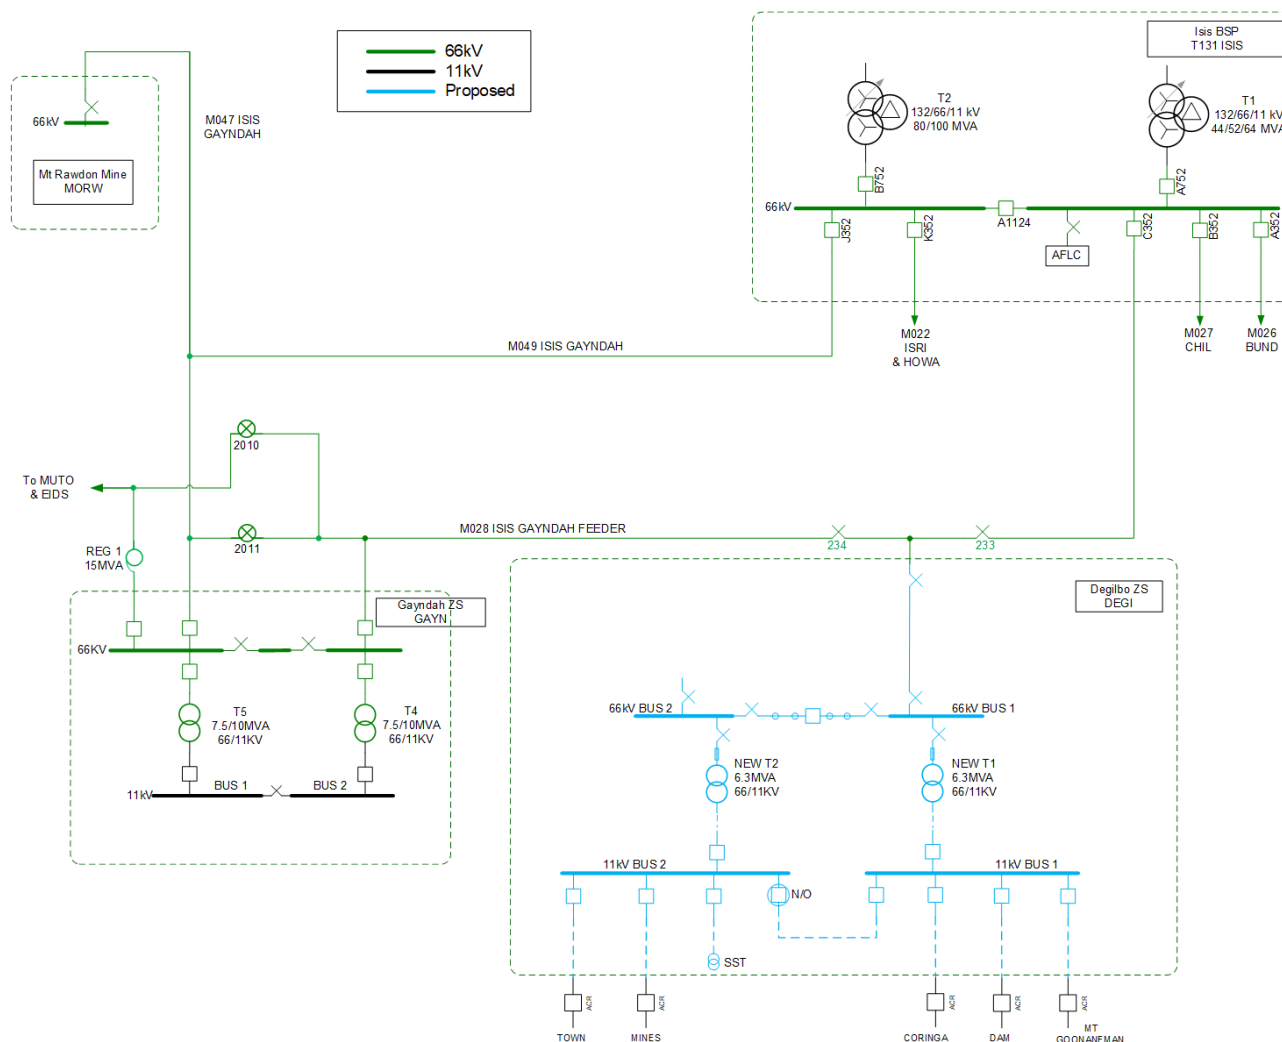 66kV
11kV
Proposed
Isis BSP
T131 ISIS
T2
132/66/11 kV
80/100 MVA
T1
132/66/11 kV
44/52/64 MVA
M047 ISIS
GAYNDAH
66kV
Mt Rawdon Mine
MORW
B752
A752
66kV
A1124
J352
K352
C352
B352
A352
AFLC
M022
ISRI
& HOWA
M027
CHIL
M026
BUND
M049 ISIS GAYNDAH
2010
To MUTO
& EIDS
2011
M028 ISIS GAYNDAH FEEDER
234
233
REG 1
15MVA
Gayndah ZS
GAYN
Degilbo ZS
DEGI
66KV
T5
7.5/10MVA
66/11KV
T4
7.5/10MVA
66/11KV
66kV BUS 2
66kV BUS 1
NEW T2
6.3MVA
66/11KV
NEW T1
6.3MVA
66/11KV
11kV
BUS 1
BUS 2
11kV BUS 2
11kV BUS 1
N/O
SST
ACR
ACR
ACR
ACR
ACR
TOWN
MINES
CORINGA
DAM
MT
GOONANEMAN